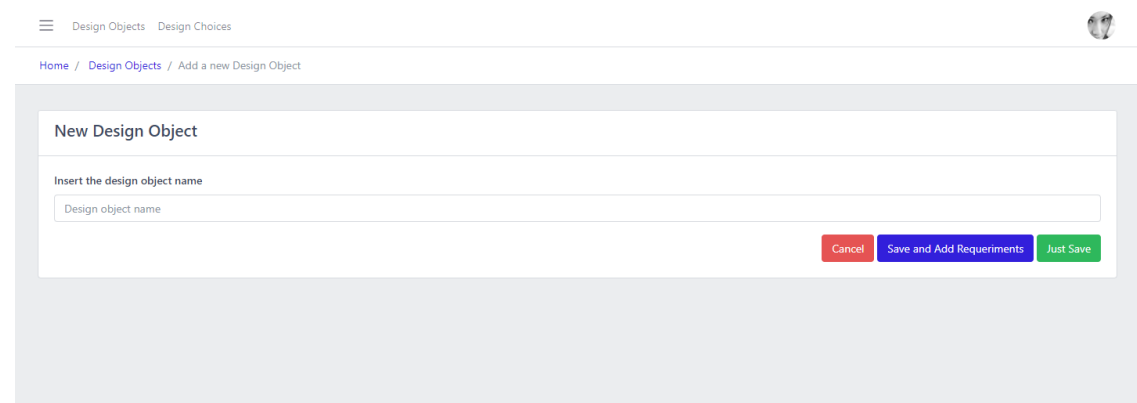 Design Objects Design Choices
Home / Design Objects / Add a new Design Object
New Design Object
Insert the design object name
Design object name
Cancel Save and Add Requeriments Just Save